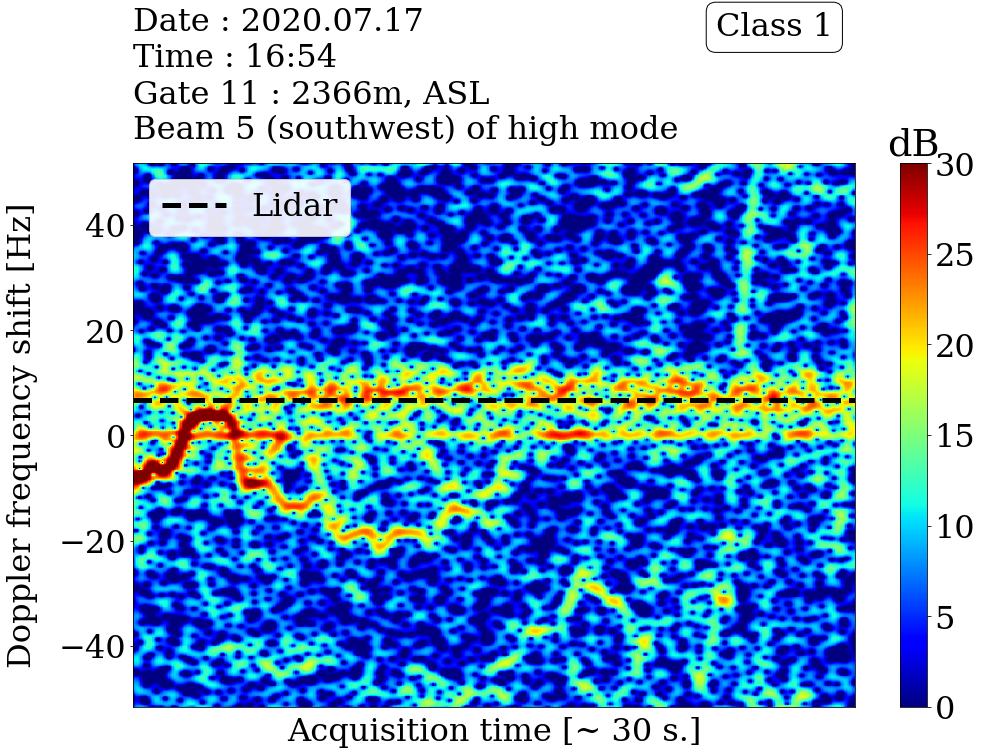 Date : 2020.07.17
Time : 16:54
Gate 11 : 2366m, ASL
Beam 5 (southwest) of high mode
Class 1
dB
Lidar
Doppler frequency shift [Hz]
40
20
0
−20
−40
Acquisition time [~ 30 s.]
30
25
20
15
10
5
0